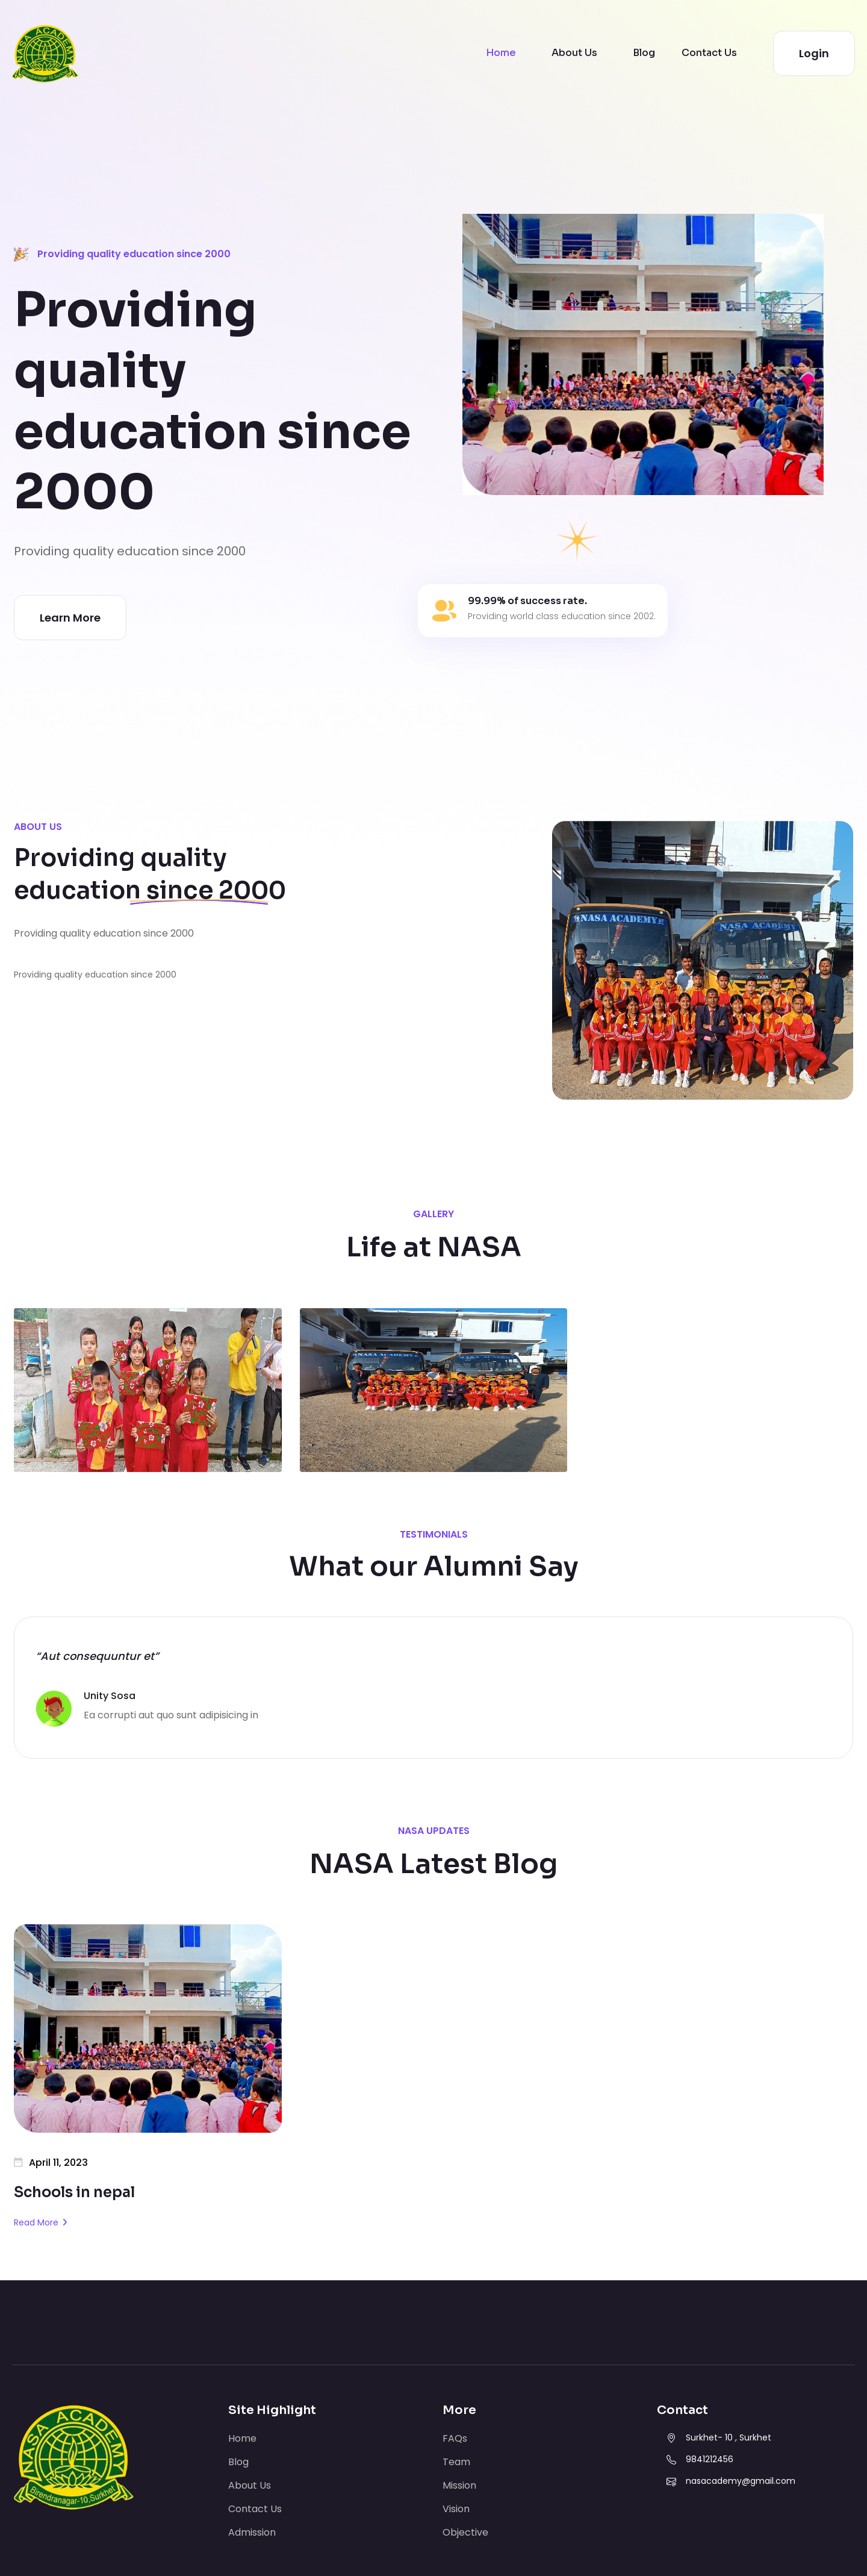 NASA ACADEMY
Birendranagar-10, Surkhet
Home
About Us
Blog
Contact Us
Login
Providing quality education since 2000
Providing
quality
education since
2000
Providing quality education since 2000
Learn More
99.99% of success rate.
Providing world class education since 2002.
ABOUT US
Providing quality
education since 2000
Providing quality education since 2000
Providing quality education since 2000
NASA ACADEMY
NASA ACADEMY
GALLERY
Life at NASA
NASA ACADEMY
NASA ACADEMY
TESTIMONIALS
What our Alumni Say
“Aut consequuntur et”
Unity Sosa
Ea corrupti aut quo sunt adipisicing in
NASA UPDATES
NASA Latest Blog
April 11, 2023
Schools in nepal
Read More
NASA ACADEMY
Birendranagar-10, Surkhet
Site Highlight
Home
Blog
About Us
Contact Us
Admission
More
FAQs
Team
Mission
Vision
Objective
Contact
Surkhet- 10 , Surkhet
9841212456
nasacademy@gmail.com